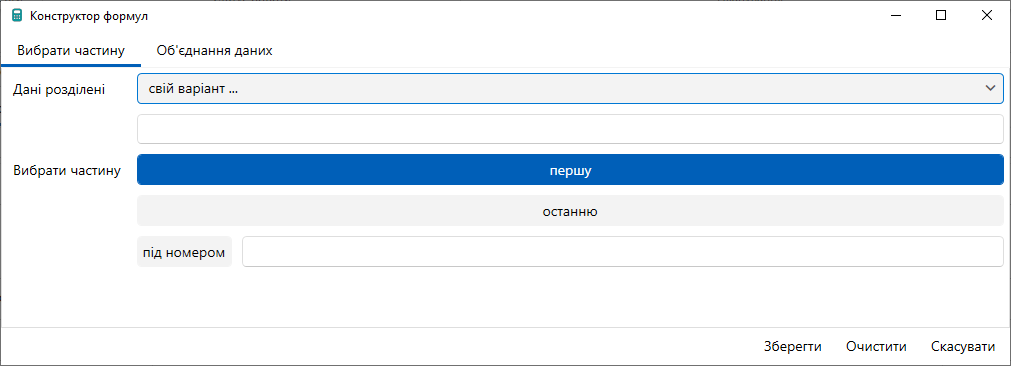 Конструктор формул
Вибрати частину Об'єднання даних
Дані розділені свій варіант ...
Вибрати частину першу
останню
під номером
Зберегти Очистити Скасувати